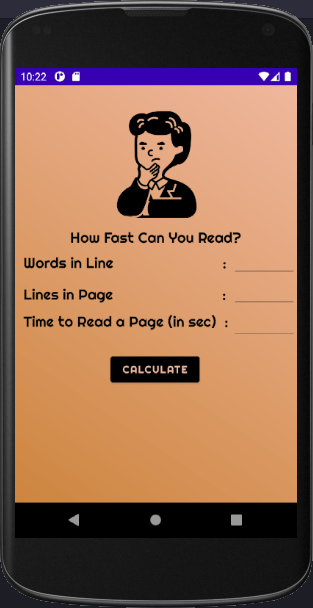 10:22
How Fast Can You Read?
Words in Line :
Lines in Page :
Time to Read a Page (in sec) :
CALCULATE